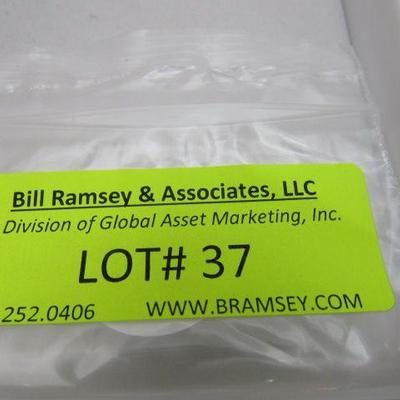 Bill Ramsey & Associates, LLC
Division of Global Asset Marketing, Inc.
LOT# 37
252.0406 WWW.BRAMSEY.COM